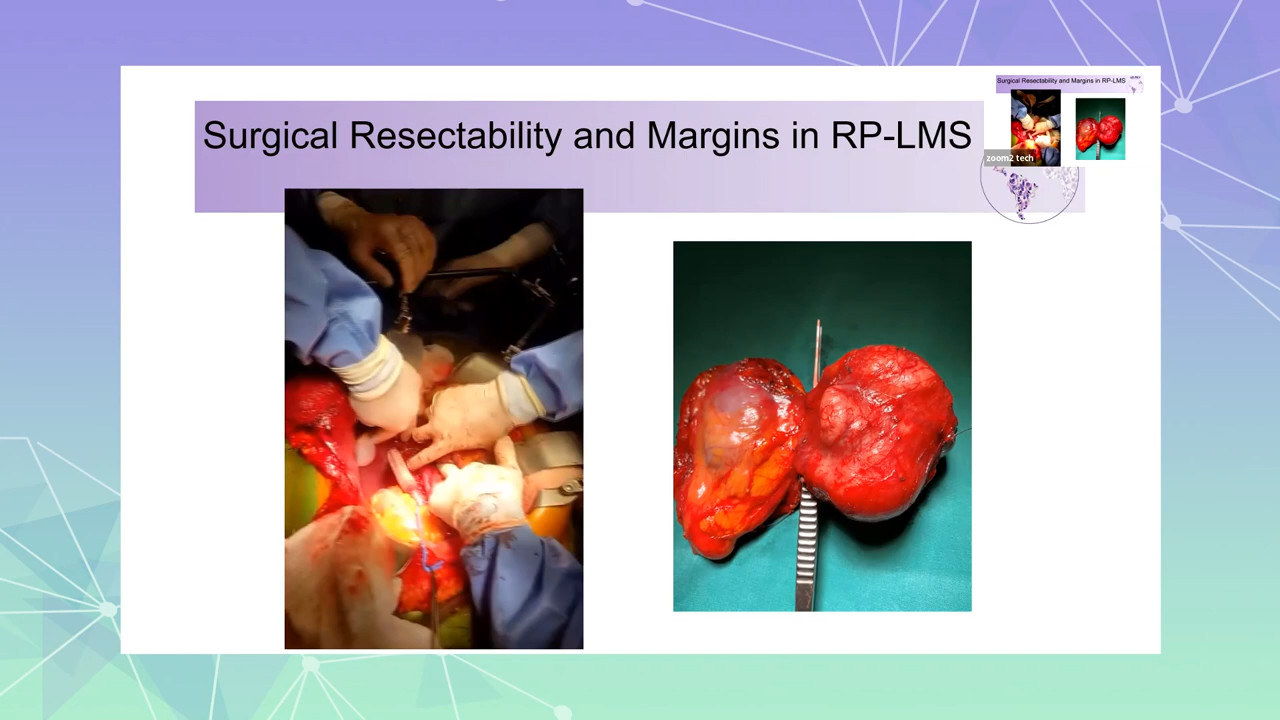 Surgical Resectability and Margins in RP-LMS
Surgical Resectability and Margins in RP-LMS
zoom2 tech